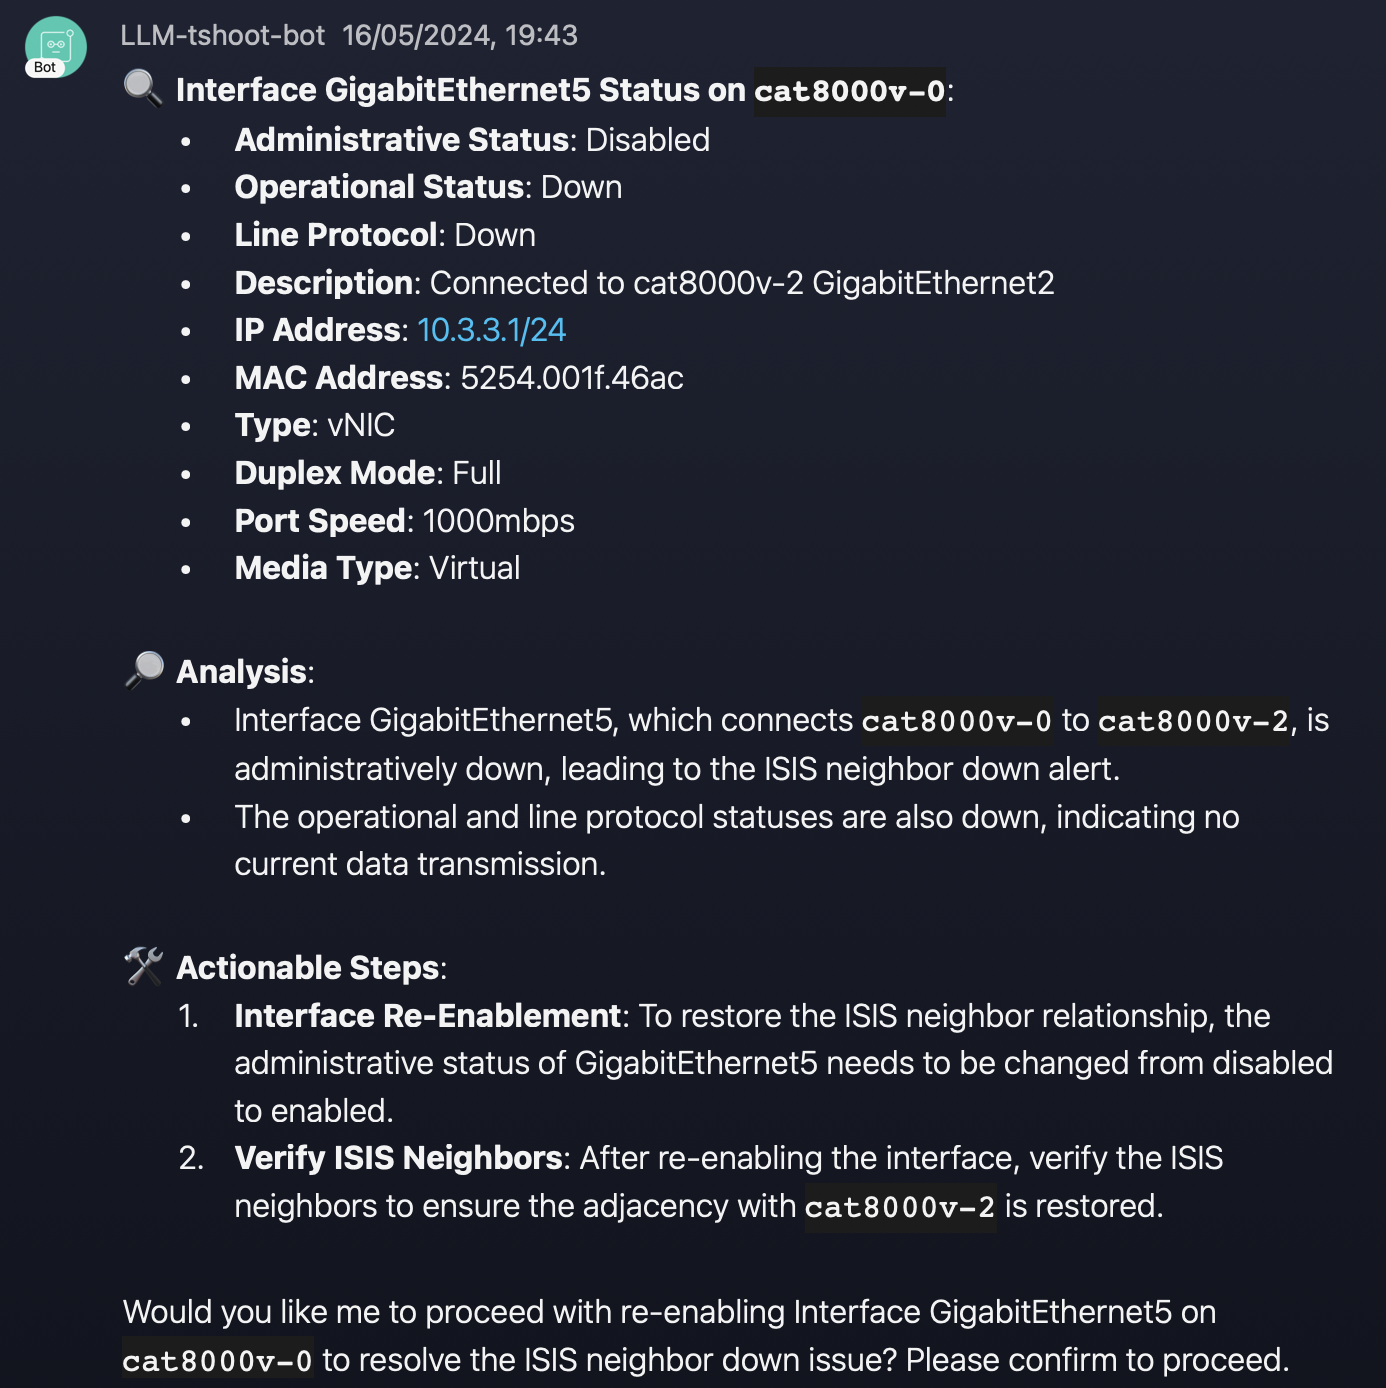 LLM-tshoot-bot 16/05/2024, 19:43
Bot
Interface GigabitEthernet5 Status on cat8000v-0:
• Administrative Status: Disabled
• Operational Status: Down
• Line Protocol: Down
• Description: Connected to cat8000v-2 GigabitEthernet2
• IP Address: 10.3.3.1/24
• MAC Address: 5254.001f.46ac
• Type: vNIC
• Duplex Mode: Full
• Port Speed: 1000mbps
• Media Type: Virtual
Analysis:
• Interface GigabitEthernet5, which connects cat8000v-0 to cat8000v-2, is
administratively down, leading to the ISIS neighbor down alert.
• The operational and line protocol statuses are also down, indicating no
current data transmission.
Actionable Steps:
1. Interface Re-Enablement: To restore the ISIS neighbor relationship, the
administrative status of GigabitEthernet5 needs to be changed from disabled
to enabled.
2. Verify ISIS Neighbors: After re-enabling the interface, verify the ISIS
neighbors to ensure the adjacency with cat8000v-2 is restored.
Would you like me to proceed with re-enabling Interface GigabitEthernet5 on
cat8000v-0 to resolve the ISIS neighbor down issue? Please confirm to proceed.